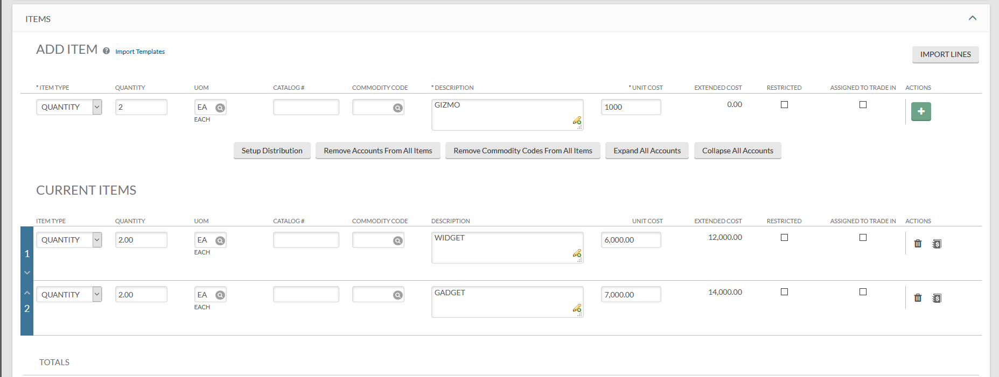 ITEMS
ADD ITEM ? Import Templates
IMPORT LINES
* ITEM TYPE QUANTITY UOM CATALOG # COMMODITY CODE * DESCRIPTION * UNIT COST EXTENDED COST RESTRICTED ASSIGNED TO TRADE IN ACTIONS
QUANTITY 2 EA GIZMO 1000 0.00
EACH
Setup Distribution Remove Accounts From All Items Remove Commodity Codes From All Items Expand All Accounts Collapse All Accounts
CURRENT ITEMS
ITEM TYPE QUANTITY UOM CATALOG # COMMODITY CODE DESCRIPTION UNIT COST EXTENDED COST RESTRICTED ASSIGNED TO TRADE IN ACTIONS
1 QUANTITY 2.00 EA WIDGET 6,000.00 12,000.00
EACH
2 QUANTITY 2.00 EA GADGET 7,000.00 14,000.00
EACH
TOTALS